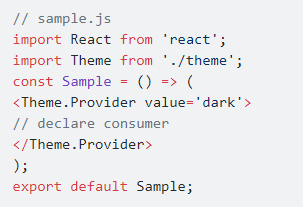 // sample.js
import React from 'react';
import Theme from './theme';
const Sample = () => (
<Theme.Provider value='dark'>
// declare consumer
</Theme.Provider>
);
export default Sample;